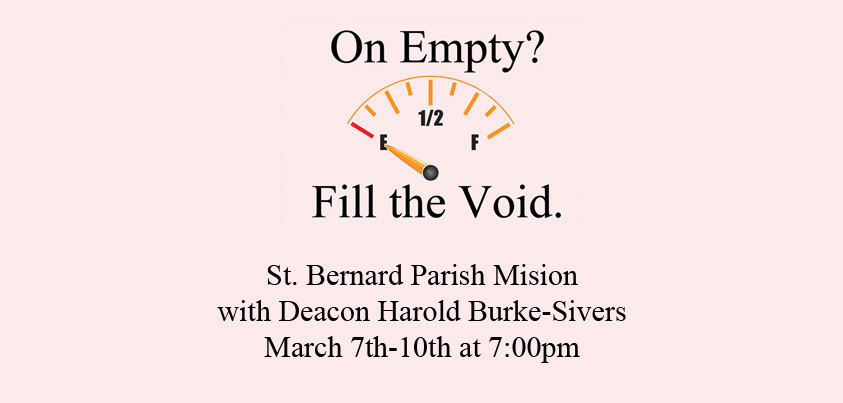 On Empty?
1/2
E F
Fill the Void.
St. Bernard Parish Mision
with Deacon Harold Burke-Sivers
March 7th-10th at 7:00pm